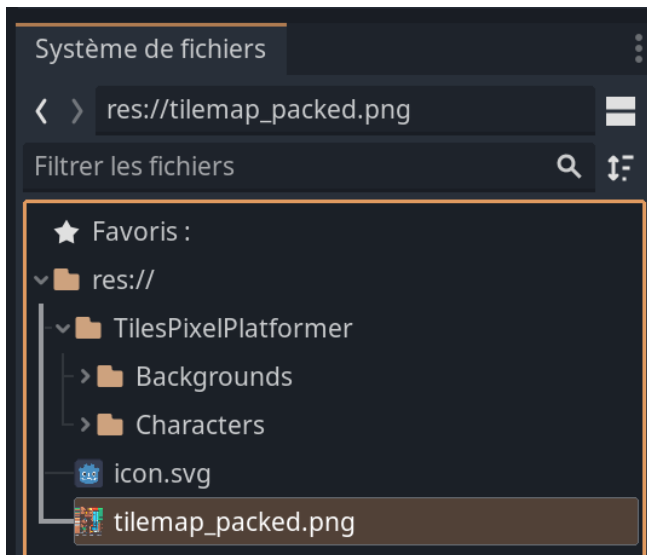 Système de fichiers
res://tilemap_packed.png
Filtrer les fichiers
Favoris :
res://
TilesPixelPlatformer
Backgrounds
Characters
icon.svg
tilemap_packed.png